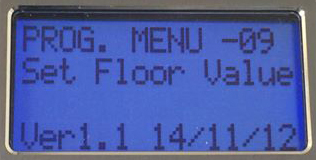 PROG. MENU -09
Set Floor Value
Ver1.1 14/11/12